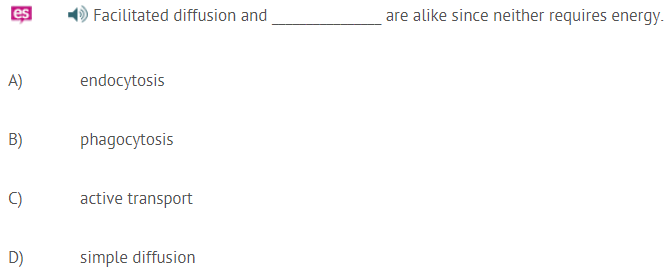 es Facilitated diffusion and ______________ are alike since neither requires energy.
A) endocytosis
B) phagocytosis
C) active transport
D) simple diffusion